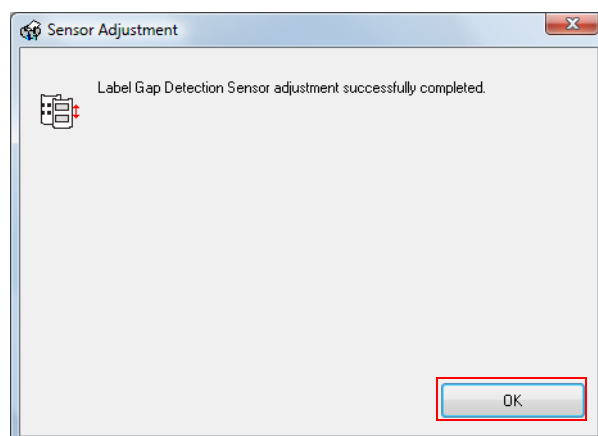 Sensor Adjustment
Label Gap Detection Sensor adjustment successfully completed.
OK